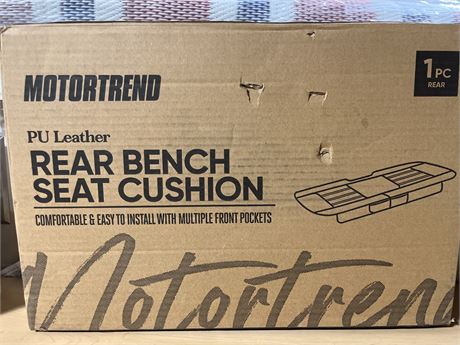 MOTORTREND
1 PC
REAR
PU Leather
REAR BENCH
SEAT CUSHION
COMFORTABLE & EASY TO INSTALL WITH MULTIPLE FRONT POCKETS
Motortrend